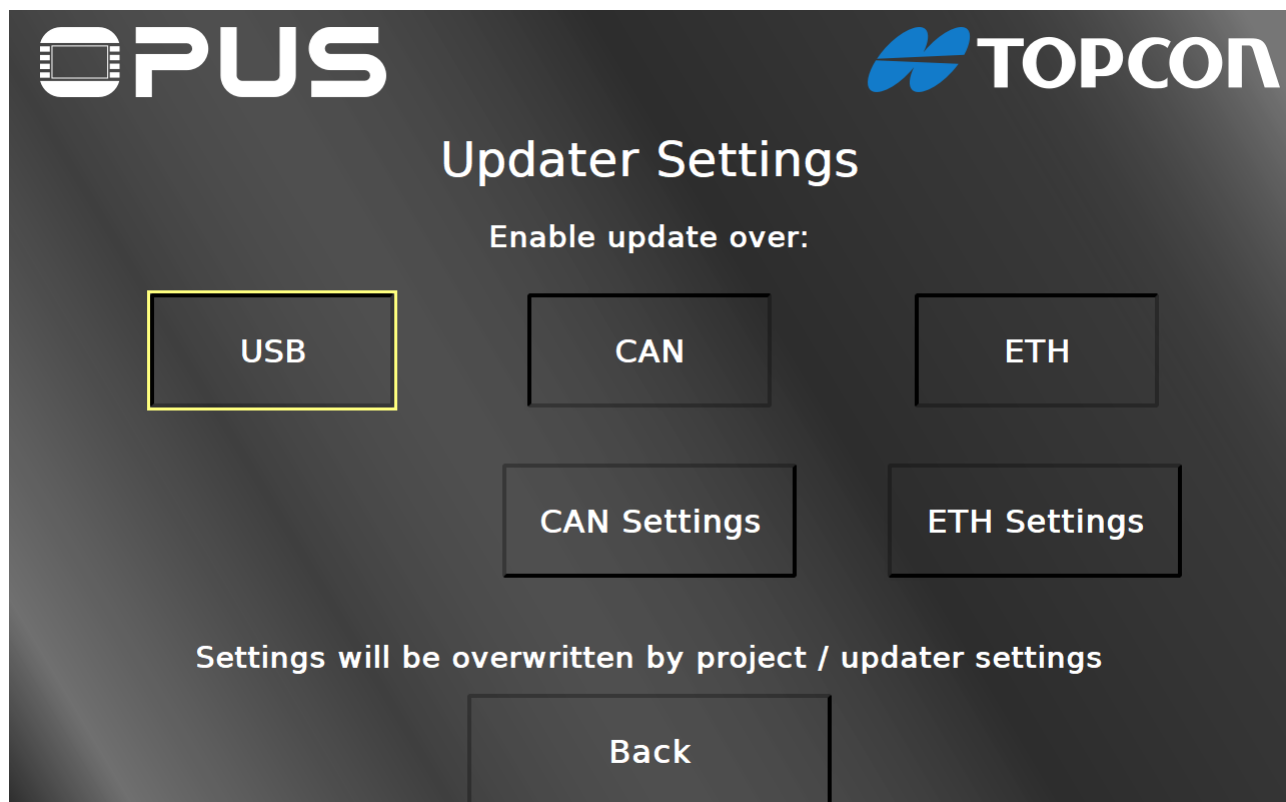 OPUS
TOPCON
Updater Settings
Enable update over:
USB
CAN
ETH
CAN Settings
ETH Settings
Settings will be overwritten by project / updater settings
Back